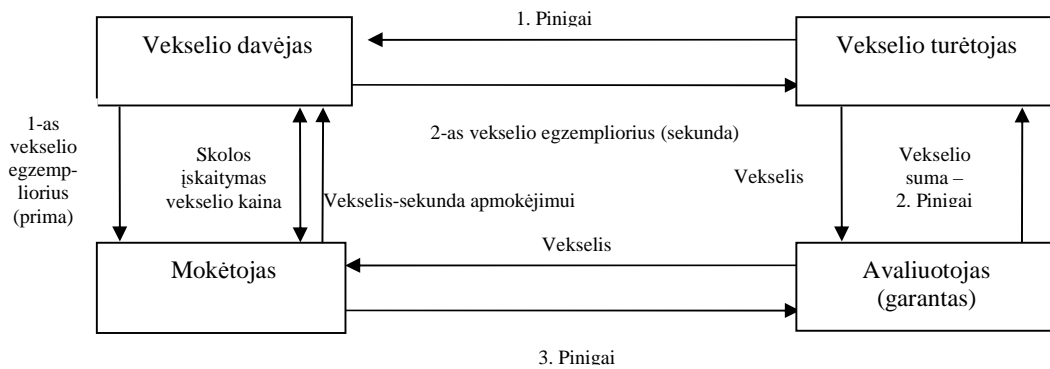 1. Pinigai
Vekselio davėjas
Vekselio turėtojas
1-as
vekselio
egzemp-
liorius
(prima)
Skolos
įskaitymas
vekselio kaina
2-as vekselio egzempliorius (sekunda)
Vekselis-sekunda apmokėjimui
Vekselis
Vekselio
suma –
2. Pinigai
Vekselis
Mokėtojas
Avaliuotojas
(garantas)
3. Pinigai